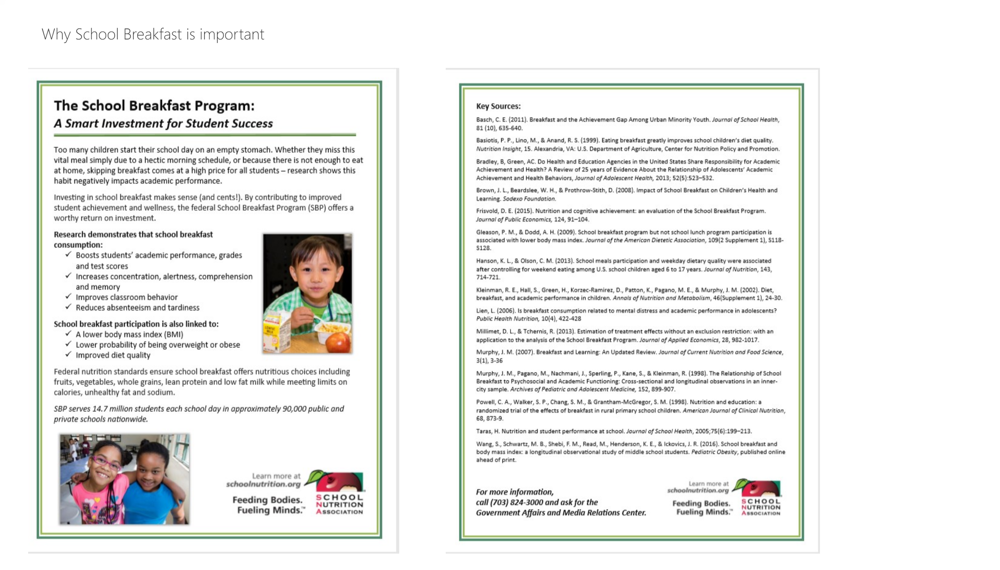 Why School Breakfast is important
The School Breakfast Program:
A Smart Investment for Student Success
Too many children start their school day on an empty stomach. Whether they miss this
vital meal simply due to a hectic morning schedule, or because there is not enough to eat
at home, skipping breakfast comes at a high price for all students – research shows this
habit negatively impacts academic performance.
Investing in school breakfast makes sense (and cents!). By contributing to improved
student achievement and wellness, the federal School Breakfast Program (SBP) offers a
worthy return on investment.
Research demonstrates that school breakfast
consumption:
✓ Boosts students’ academic performance, grades
and test scores
✓ Increases concentration, alertness, comprehension
and memory
✓ Improves classroom behavior
✓ Reduces absenteeism and tardiness
School breakfast participation is also linked to:
✓ A lower body mass index (BMI)
✓ Lower probability of being overweight or obese
✓ Improved diet quality
LOWFAT
MILK
Federal nutrition standards ensure school breakfast offers nutritious choices including
fruits, vegetables, whole grains, lean protein and low fat milk while meeting limits on
calories, unhealthy fat and sodium.
SBP serves 14.7 million students each school day in approximately 90,000 public and
private schools nationwide.
Learn more at
schoolnutrition.org
Feeding Bodies.
Fueling Minds.™
SCHOOL
NUTRITION
ASSOCIATION
Key Sources:
Basch, C. E. (2011). Breakfast and the Achievement Gap Among Urban Minority Youth. Journal of School Health,
81 (10), 635-640.
Basiotis, P. P., Lino, M., & Anand, R. S. (1999). Eating breakfast greatly improves school children’s diet quality.
Nutrition Insight, 15. Alexandria, VA: U.S. Department of Agriculture, Center for Nutrition Policy and Promotion.
Bradley, B, Green, AC. Do Health and Education Agencies in the United States Share Responsibility for Academic
Achievement and Health? A Review of 25 years of Evidence About the Relationship of Adolescents’ Academic
Achievement and Health Behaviors, Journal of Adolescent Health, 2013; 52(5):523–532.
Brown, J. L., Beardslee, W. H., & Prothrow-Stith, D. (2008). Impact of School Breakfast on Children’s Health and
Learning. Sodexo Foundation.
Frisvold, D. E. (2015). Nutrition and cognitive achievement: an evaluation of the School Breakfast Program.
Journal of Public Economics, 124, 91–104.
Gleason, P. M., & Dodd, A. H. (2009). School breakfast program but not school lunch program participation is
associated with lower body mass index. Journal of the American Dietetic Association, 109(2 Supplement 1), S118-
S128.
Hanson, K. L., & Olson, C. M. (2013). School meals participation and weekday dietary quality were associated
after controlling for weekend eating among U.S. school children aged 6 to 17 years. Journal of Nutrition, 143,
714-721.
Kleinman, R. E., Hall, S., Green, H., Korzec-Ramirez, D., Patton, K., Pagano, M. E., & Murphy, J. M. (2002). Diet,
breakfast, and academic performance in children. Annals of Nutrition and Metabolism, 46(Supplement 1), 24-30.
Lien, L. (2006). Is breakfast consumption related to mental distress and academic performance in adolescents?
Public Health Nutrition, 10(4), 422-428
Millimet, D. L., & Tchernis, R. (2013). Estimation of treatment effects without an exclusion restriction: with an
application to the analysis of the School Breakfast Program. Journal of Applied Economics, 28, 982-1017.
Murphy, J. M. (2007). Breakfast and Learning: An Updated Review. Journal of Current Nutrition and Food Science,
3(1), 3-36
Murphy, J. M., Pagano, M., Nachmani, J., Sperling, P., Kane, S., & Kleinman, R. (1998). The Relationship of School
Breakfast to Psychosocial and Academic Functioning: Cross-sectional and longitudinal observations in an inner-
city sample. Archives of Pediatric and Adolescent Medicine, 152, 899-907.
Powell, C. A., Walker, S. P., Chang, S. M., & Grantham-McGregor, S. M. (1998). Nutrition and education: a
randomized trial of the effects of breakfast in rural primary school children. American Journal of Clinical Nutrition,
68, 873-9.
Taras, H. Nutrition and student performance at school. Journal of School Health, 2005;75(6):199–213.
Wang, S., Schwartz, M. B., Shebi, F. M., Read, M., Henderson, K. E., & Ickovics, J. R. (2016). School breakfast and
body mass index: a longitudinal observational study of middle school students. Pediatric Obesity, published online
ahead of print.
For more information,
call (703) 824-3000 and ask for the
Government Affairs and Media Relations Center.
Learn more at
schoolnutrition.org
Feeding Bodies.
Fueling Minds.™
SCHOOL
NUTRITION
ASSOCIATION